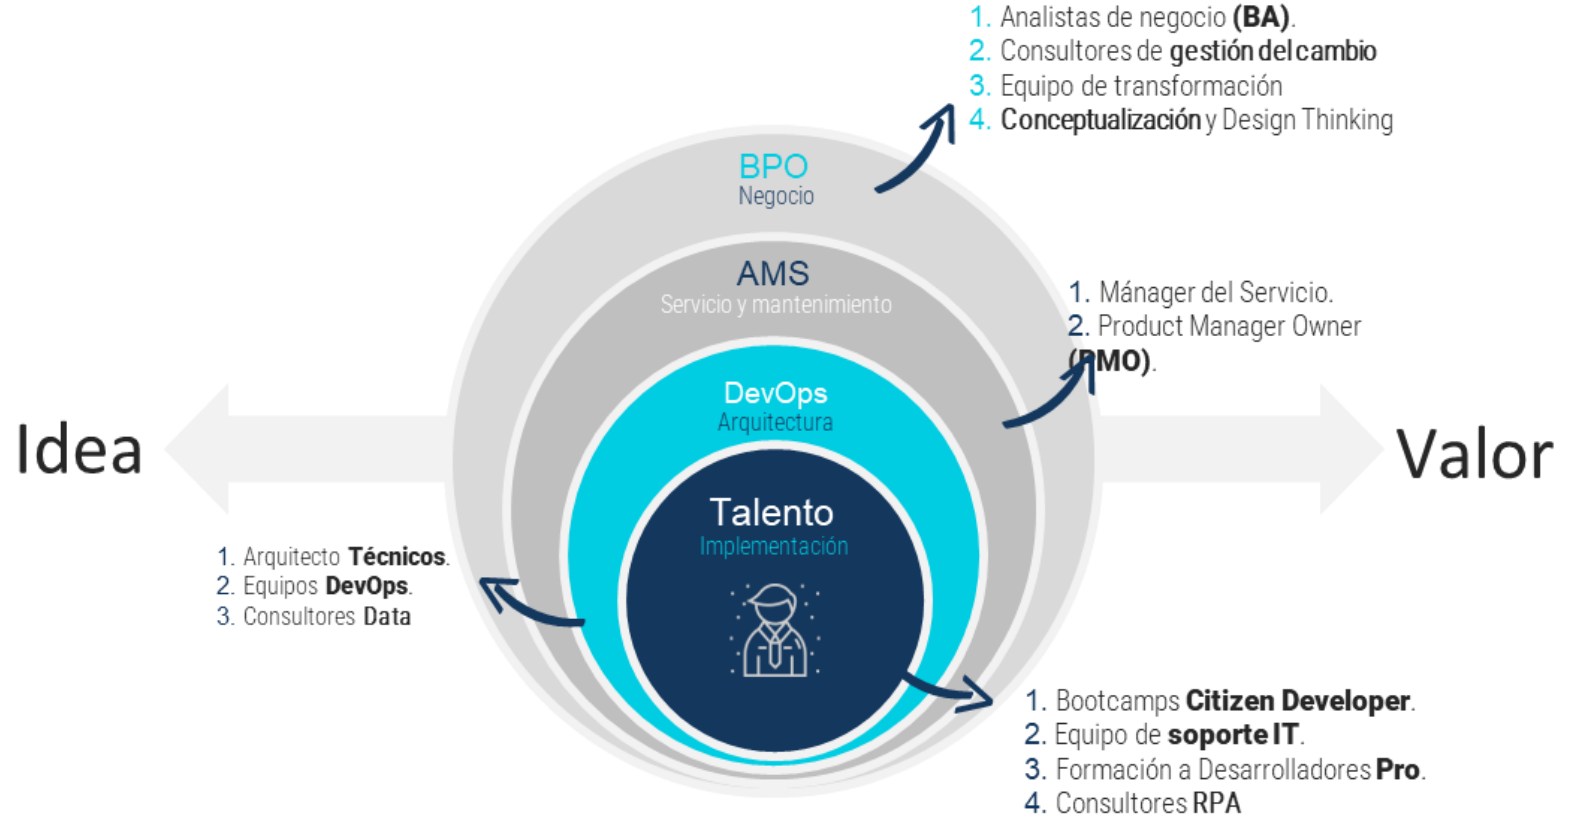 1. Analistas de negocio (BA).
2. Consultores de gestión del cambio
3. Equipo de transformación
4. Conceptualización y Design Thinking
BPO
Negocio
AMS
Servicio y mantenimiento
1. Mánager del Servicio.
2. Product Manager Owner
(PMO).
DevOps
Arquitectura
Idea
Valor
Talento
Implementación
1. Arquitecto Técnicos.
2. Equipos DevOps.
3. Consultores Data
1. Bootcamps Citizen Developer.
2. Equipo de soporte IT.
3. Formación a Desarrolladores Pro.
4. Consultores RPA